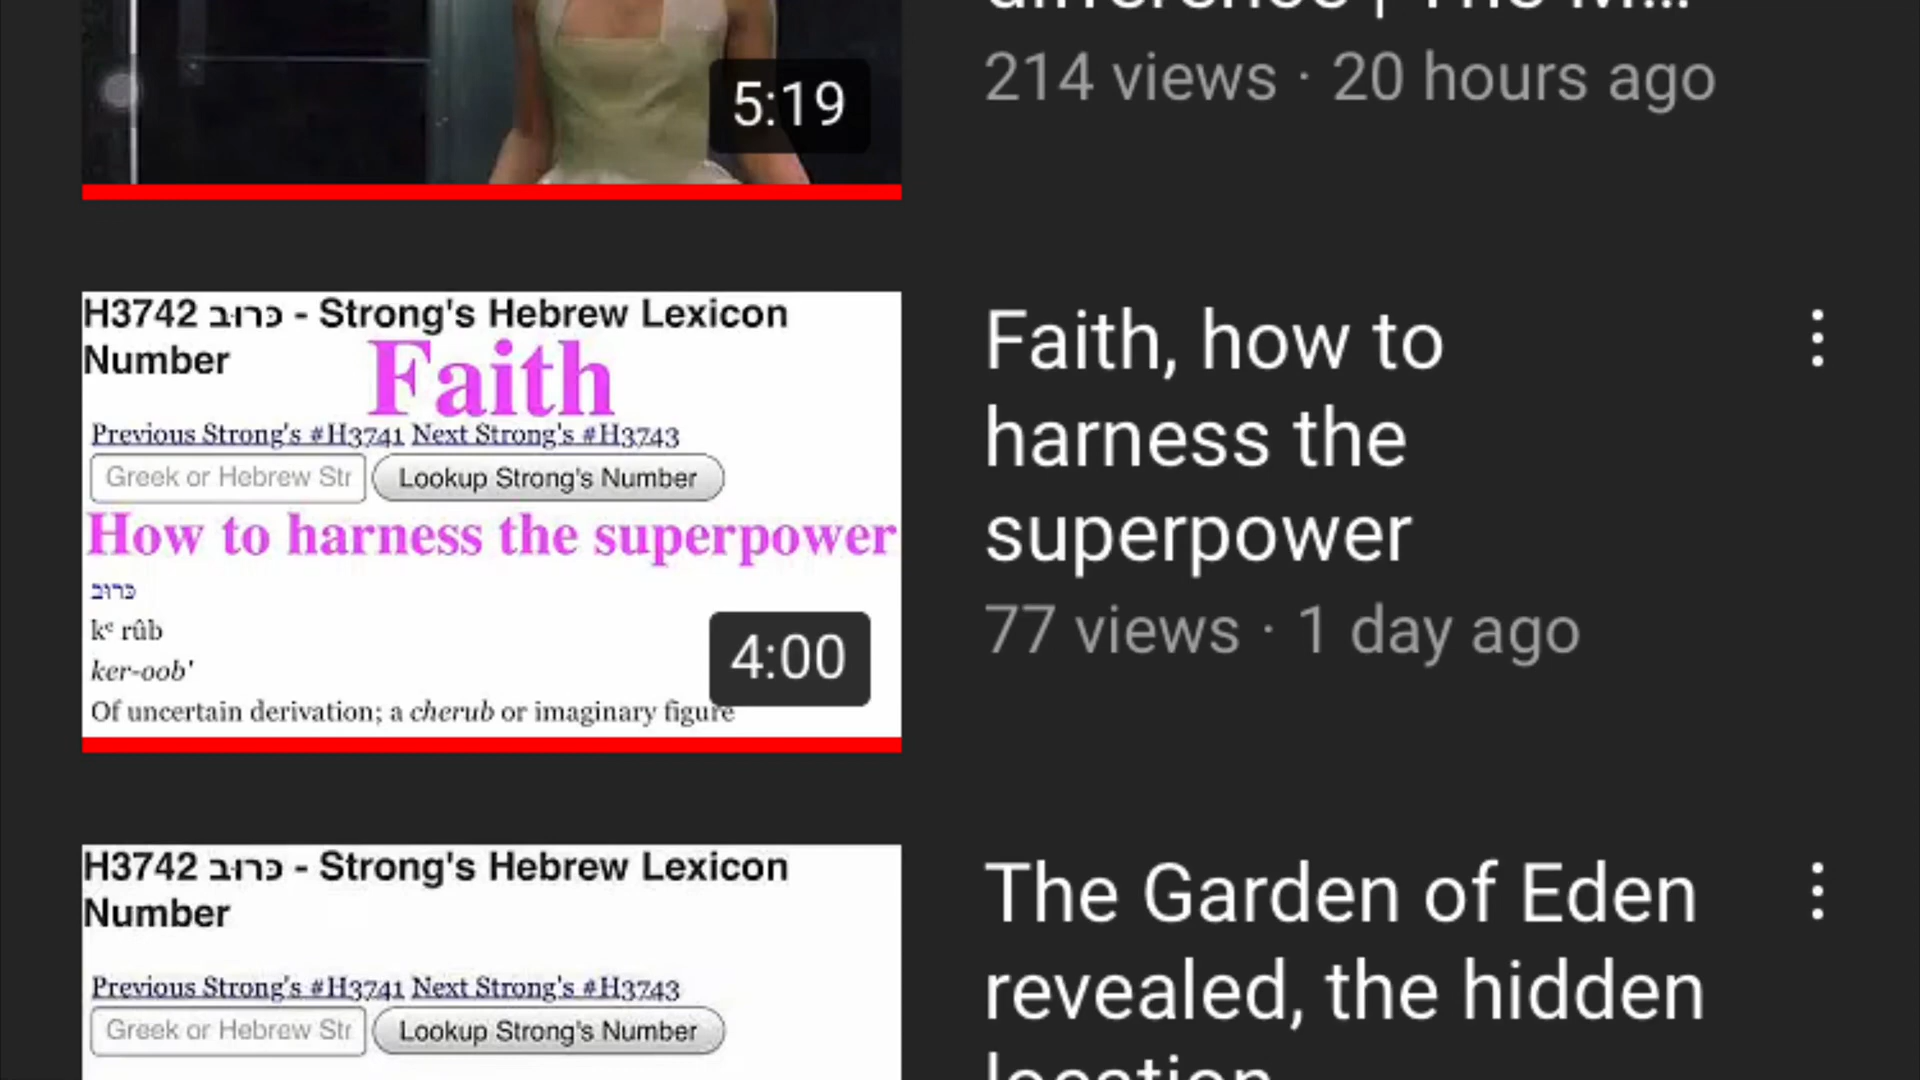 difference | The M...
214 views · 20 hours ago
5:19
H3742 כרוב - Strong's Hebrew Lexicon
Number
Faith
Previous Strong's #H3741 Next Strong's #H3743
Greek or Hebrew Str
Lookup Strong's Number
How to harness the superpower
כרוב
kᵉ rûb
ker-oob'
Of uncertain derivation; a cherub or imaginary figure
4:00
Faith, how to
harness the
superpower
77 views · 1 day ago
H3742 כרוב - Strong's Hebrew Lexicon
Number
Previous Strong's #H3741 Next Strong's #H3743
Greek or Hebrew Str
Lookup Strong's Number
The Garden of Eden
revealed, the hidden
location